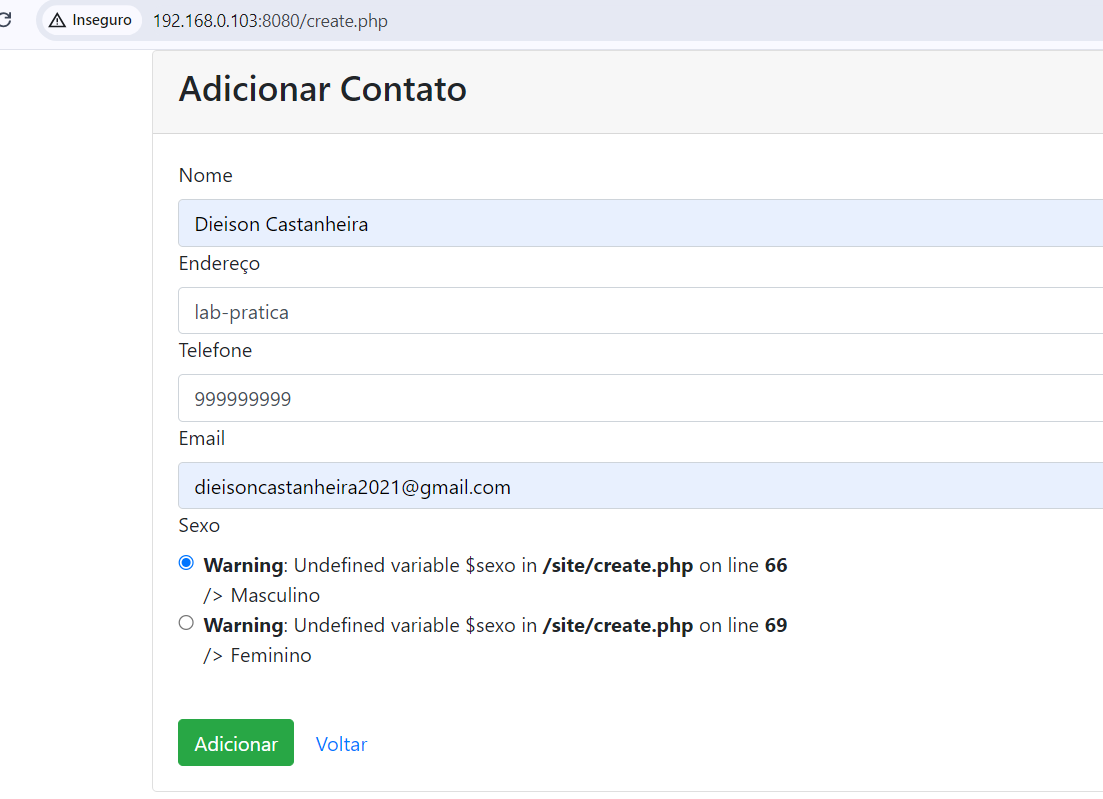 Inseguro 192.168.0.103:8080/create.php
Adicionar Contato
Nome
Dieison Castanheira
Endereço
lab-pratica
Telefone
999999999
Email
dieisoncastanheira2021@gmail.com
Sexo
Warning: Undefined variable $sexo in /site/create.php on line 66
/> Masculino
Warning: Undefined variable $sexo in /site/create.php on line 69
/> Feminino
Adicionar Voltar